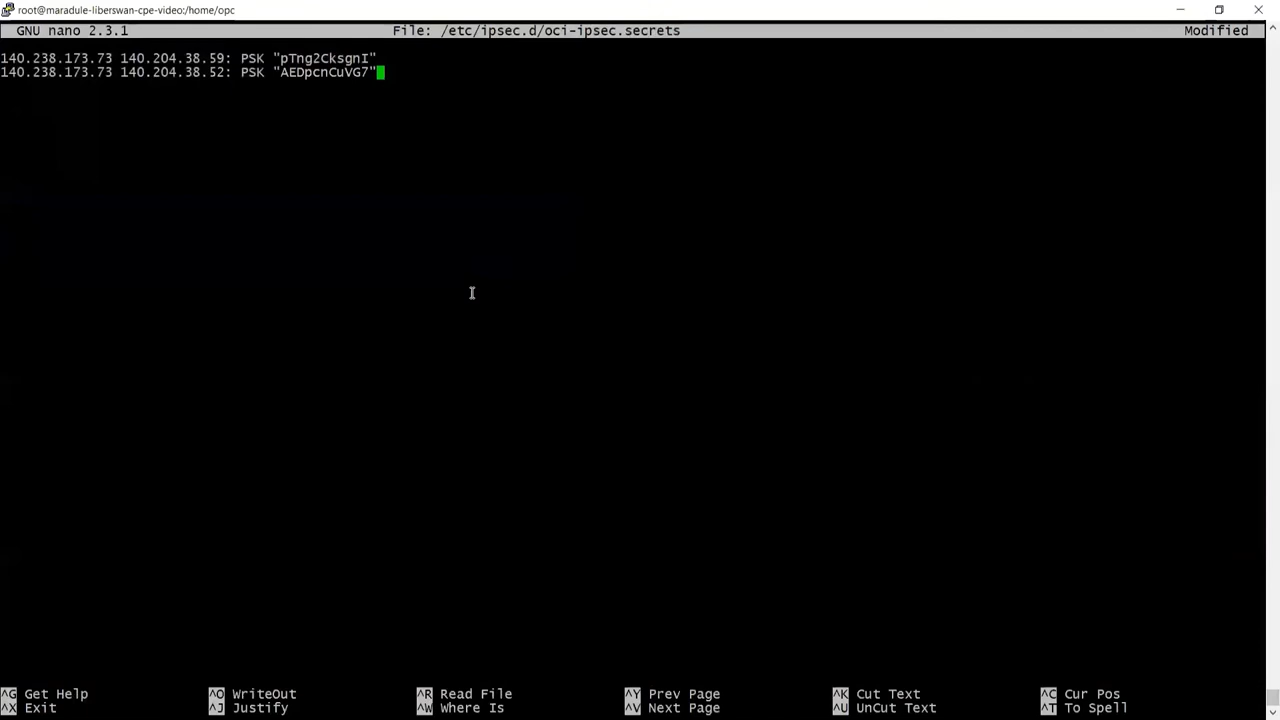 root@maradule-liberswan-cpe-video:/home/opc
GNU nano 2.3.1 File: /etc/ipsec.d/oci-ipsec.secrets Modified
140.238.173.73 140.204.38.59: PSK "pTng2CksgnI"
140.238.173.73 140.204.38.52: PSK "AEDpcnCuVG7"
^G Get Help ^O WriteOut ^R Read File ^Y Prev Page ^K Cut Text ^C Cur Pos
^X Exit ^J Justify ^W Where Is ^V Next Page ^U UnCut Text ^T To Spell